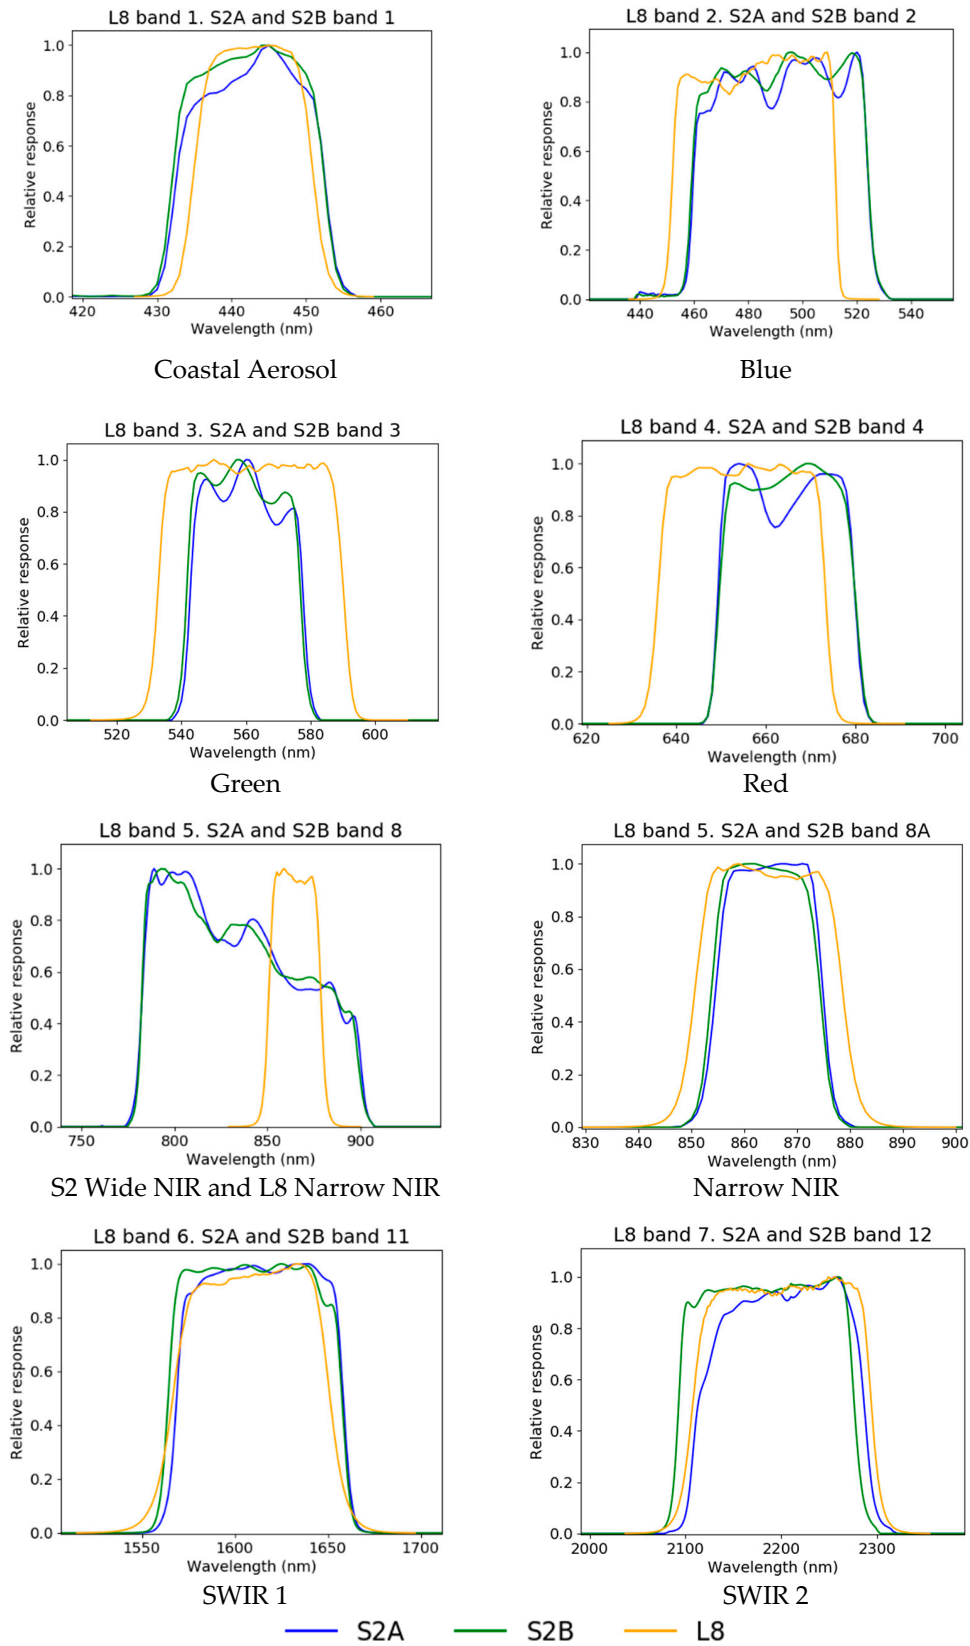 L8 band 1. S2A and S2B band 1
Relative response
1.0
0.8
0.6
0.4
0.2
0.0
420 430 440 450 460
Wavelength (nm)
Coastal Aerosol
L8 band 2. S2A and S2B band 2
Relative response
1.0
0.8
0.6
0.4
0.2
0.0
440 460 480 500 520 540
Wavelength (nm)
Blue
L8 band 3. S2A and S2B band 3
Relative response
1.0
0.8
0.6
0.4
0.2
0.0
520 540 560 580 600
Wavelength (nm)
Green
L8 band 4. S2A and S2B band 4
Relative response
1.0
0.8
0.6
0.4
0.2
0.0
620 640 660 680 700
Wavelength (nm)
Red
L8 band 5. S2A and S2B band 8
Relative response
1.0
0.8
0.6
0.4
0.2
0.0
750 800 850 900
Wavelength (nm)
S2 Wide NIR and L8 Narrow NIR
L8 band 5. S2A and S2B band 8A
Relative response
1.0
0.8
0.6
0.4
0.2
0.0
830 840 850 860 870 880 890 900
Wavelength (nm)
Narrow NIR
L8 band 6. S2A and S2B band 11
Relative response
1.0
0.8
0.6
0.4
0.2
0.0
1550 1600 1650 1700
Wavelength (nm)
SWIR 1
L8 band 7. S2A and S2B band 12
Relative response
1.0
0.8
0.6
0.4
0.2
0.0
2000 2100 2200 2300
Wavelength (nm)
SWIR 2
S2A S2B L8